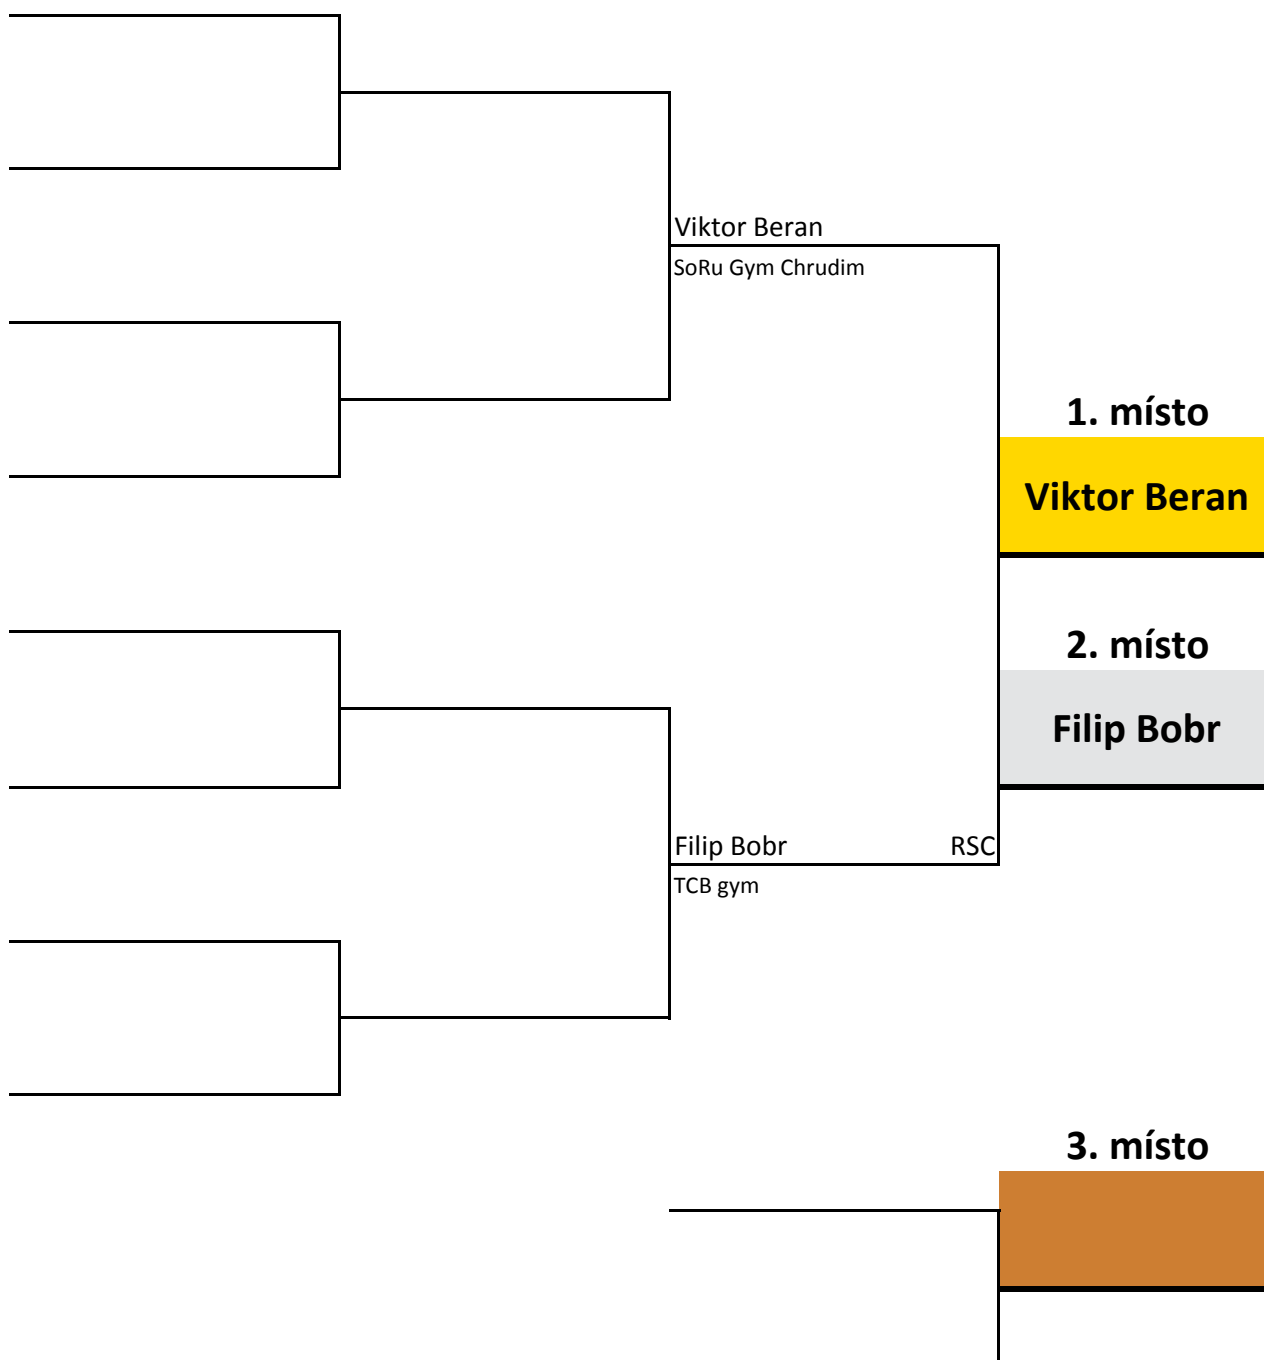 Viktor Beran
SoRu Gym Chrudim
1. místo
Viktor Beran
2. místo
Filip Bobr
Filip Bobr RSC
TCB gym
3. místo